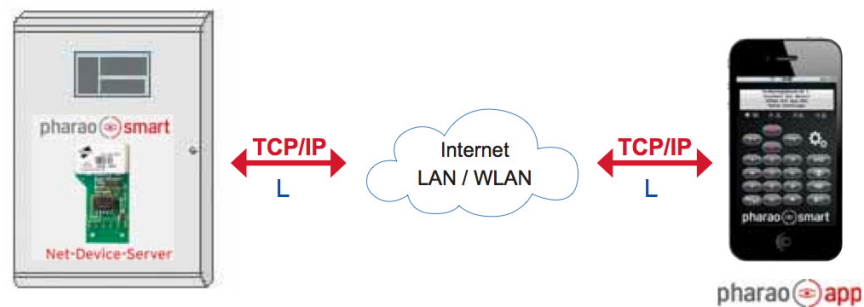 pharao smart
Net-Device-Server
TCP/IP
L
Internet
LAN / WLAN
TCP/IP
L
pharao smart
pharao app